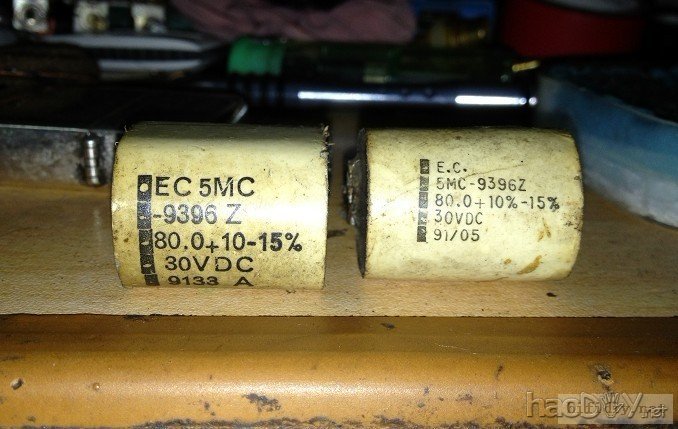 EC 5MC
-9396 Z
80.0+10-15%
30VDC
9133 A
E.C.
5MC-9396Z
80.0+10%-15%
30VDC
91/05